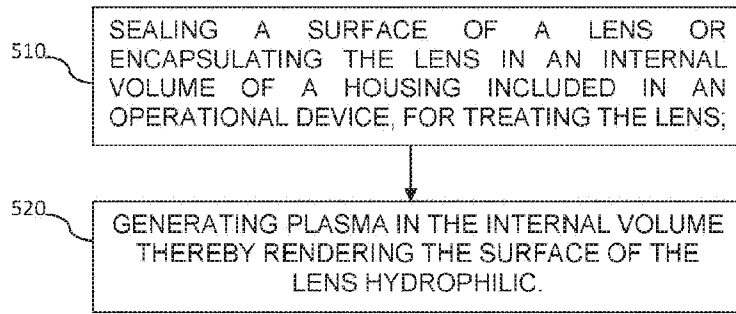 510
SEALING A SURFACE OF A LENS OR
ENCAPSULATING THE LENS IN AN INTERNAL
VOLUME OF A HOUSING INCLUDED IN AN
OPERATIONAL DEVICE, FOR TREATING THE LENS;
520
GENERATING PLASMA IN THE INTERNAL VOLUME
THEREBY RENDERING THE SURFACE OF THE
LENS HYDROPHILIC.